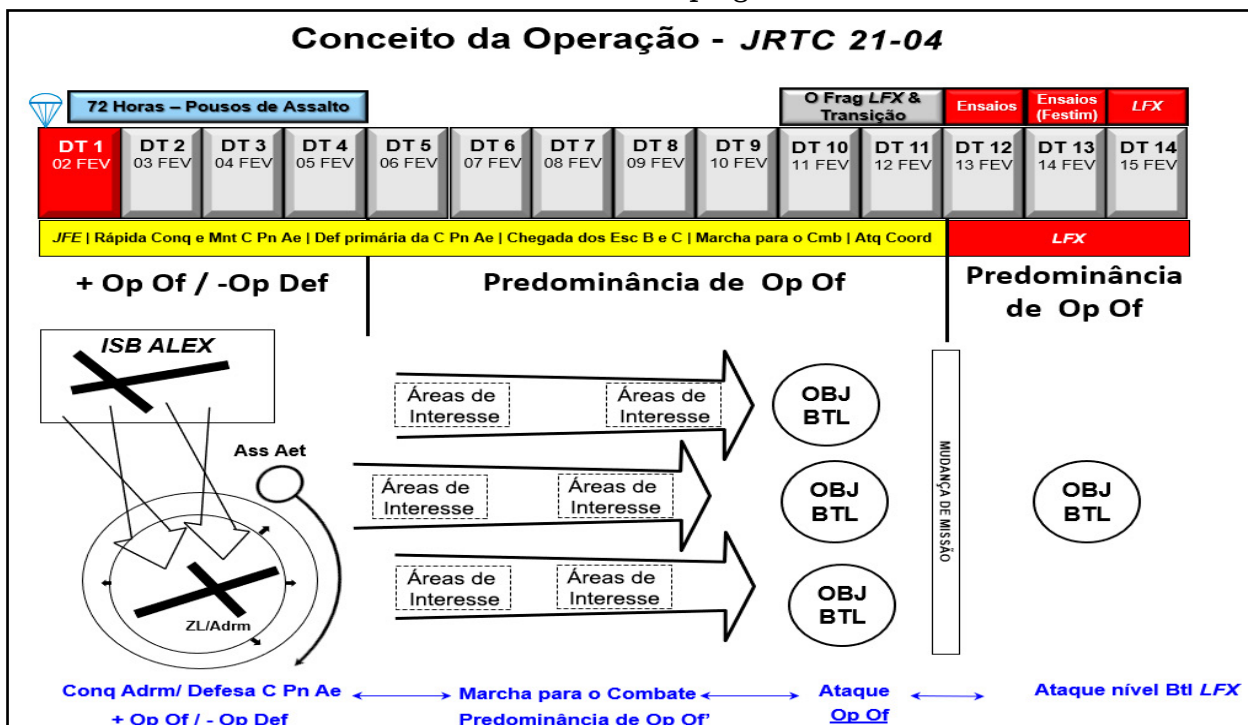 Conceito da Operação - JRTC 21-04
72 Horas – Pousos de Assalto
O Frag LFX &
Transição
Ensaios
Ensaios
(Festim)
LFX
DT 1
02 FEV
DT 2
03 FEV
DT 3
04 FEV
DT 4
05 FEV
DT 5
06 FEV
DT 6
07 FEV
DT 7
08 FEV
DT 8
09 FEV
DT 9
10 FEV
DT 10
11 FEV
DT 11
12 FEV
DT 12
13 FEV
DT 13
14 FEV
DT 14
15 FEV
JFE | Rápida Conq e Mnt C Pn Ae | Def primária da C Pn Ae | Chegada dos Esc B e C | Marcha para o Cmb | Atq Coord
LFX
+ Op Of / -Op Def
Predominância de Op Of
Predominância
de Op Of
ISB ALEX
Ass Aet
ZL/Adrm
Áreas de
Interesse
Áreas de
Interesse
OBJ
BTL
Áreas de
Interesse
Áreas de
Interesse
OBJ
BTL
Áreas de
Interesse
Áreas de
Interesse
OBJ
BTL
MUDANÇA DE MISSÃO
OBJ
BTL
Conq Adrm/ Defesa C Pn Ae
+ Op Of / - Op Def
Marcha para o Combate
Predominância de Op Of'
Ataque
Op Of
Ataque nível Btl LFX